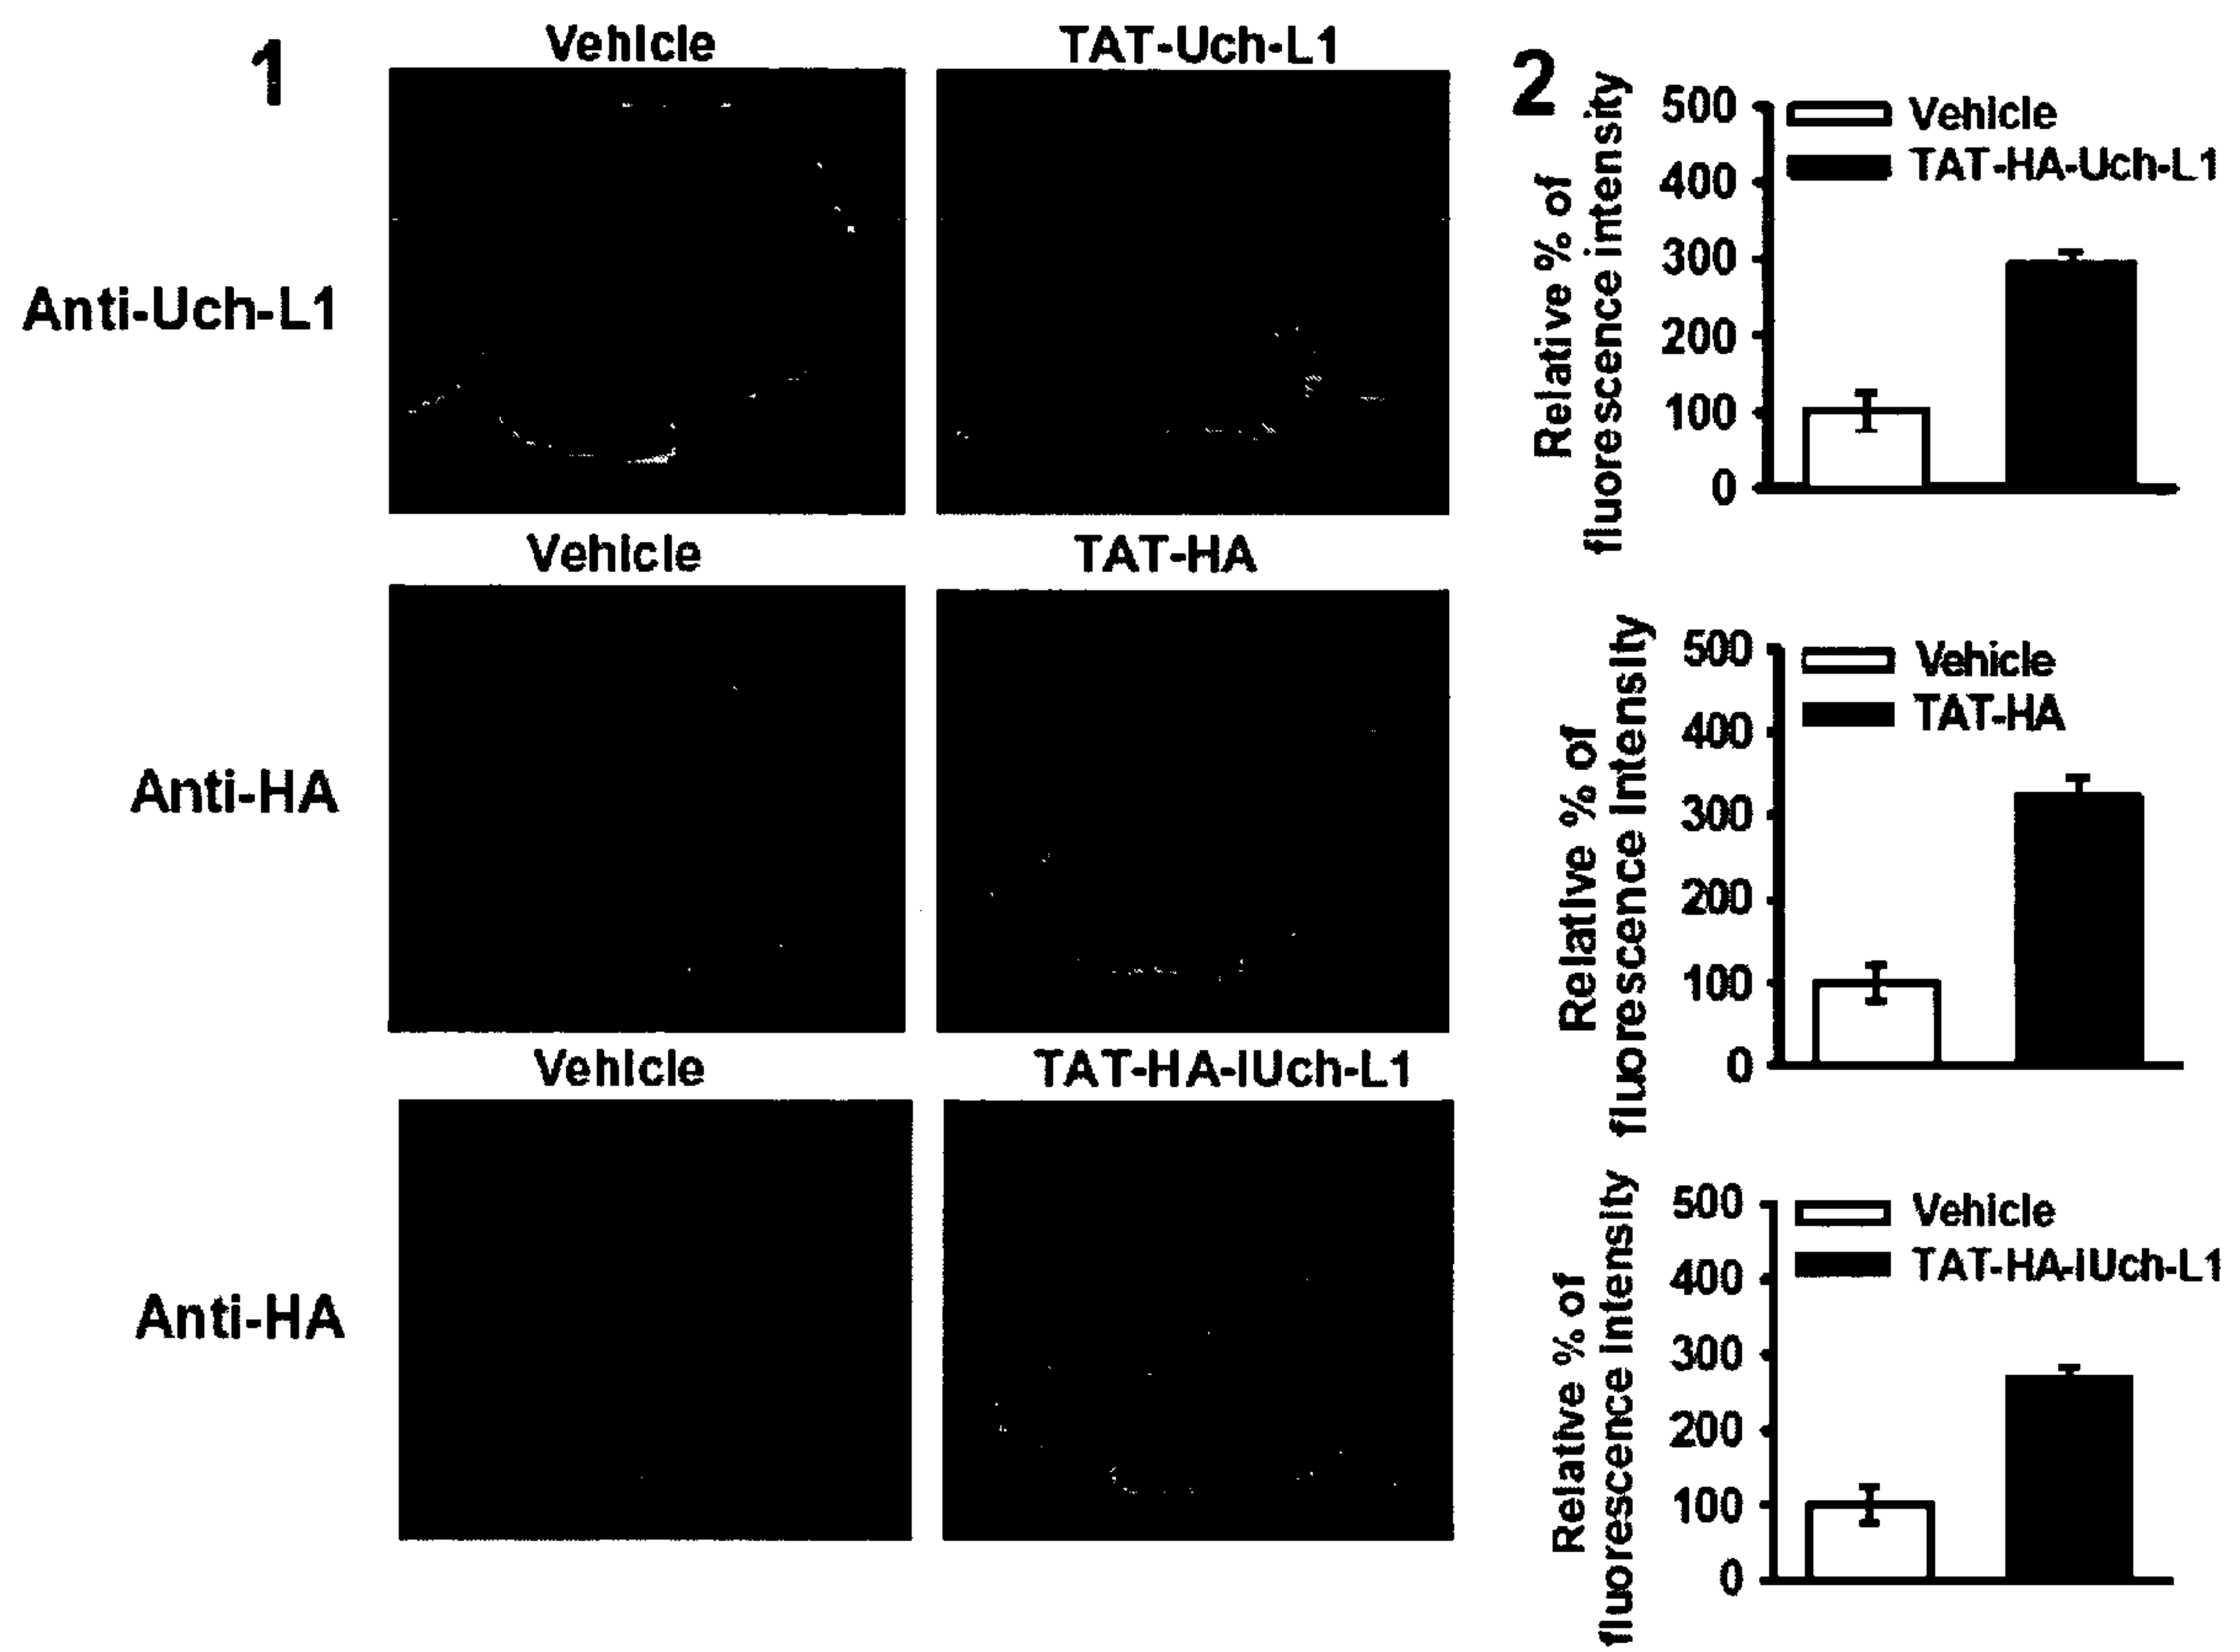 1
Vehicle
TAT-Uch-L1
Anti-Uch-L1
Vehicle
TAT-HA
Anti-HA
Vehicle
TAT-HA-iUch-L1
Anti-HA
2
Relative % of
fluorescence intensity
500
400
300
200
100
0
Vehicle
TAT-HA-Uch-L1
Relative % of
fluorescence intensity
500
400
300
200
100
0
Vehicle
TAT-HA
Relative % of
fluorescence intensity
500
400
300
200
100
0
Vehicle
TAT-HA-iUch-L1